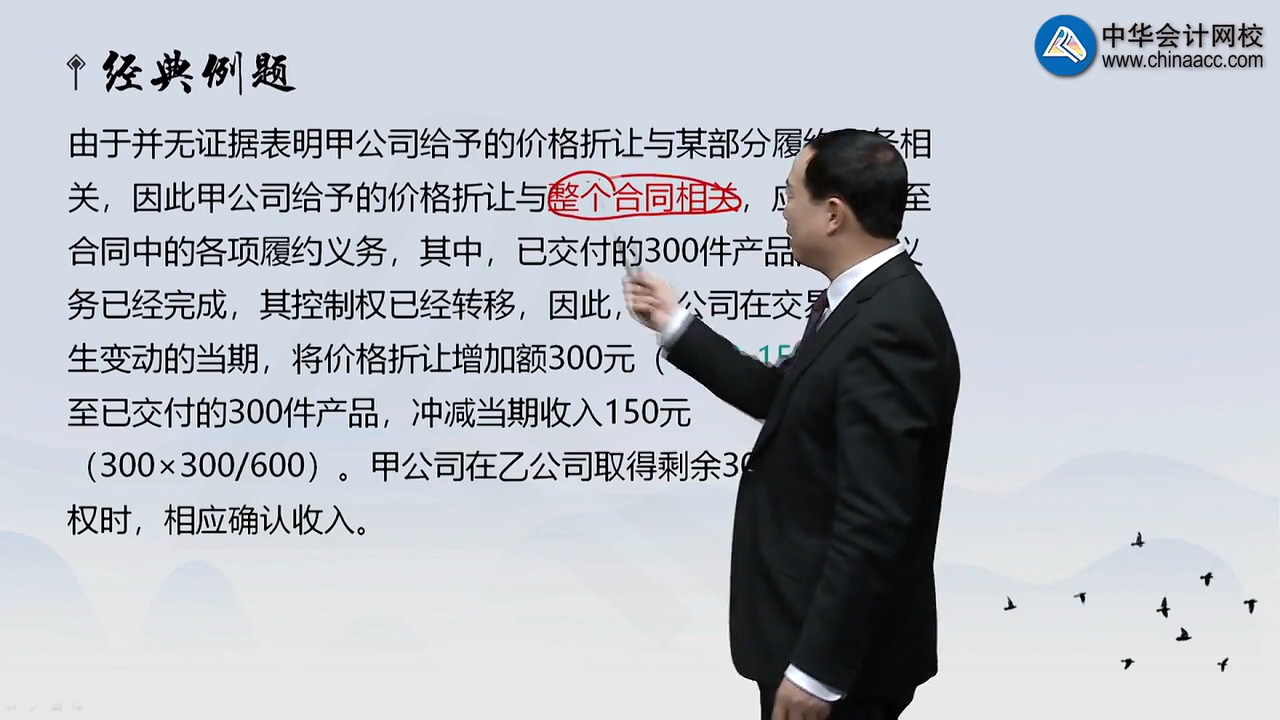 中华会计网校
www.chinaacc.com
经典例题
由于并无证据表明甲公司给予的价格折让与某部分履约 相
关，因此甲公司给予的价格折让与整个合同相关，应 至
合同中的各项履约义务，其中，已交付的300件产品 义
务已经完成，其控制权已经转移，因此， 公司在交易
生变动的当期，将价格折让增加额300元（
至已交付的300件产品，冲减当期收入150元
（300×300/600）。甲公司在乙公司取得剩余30
权时，相应确认收入。